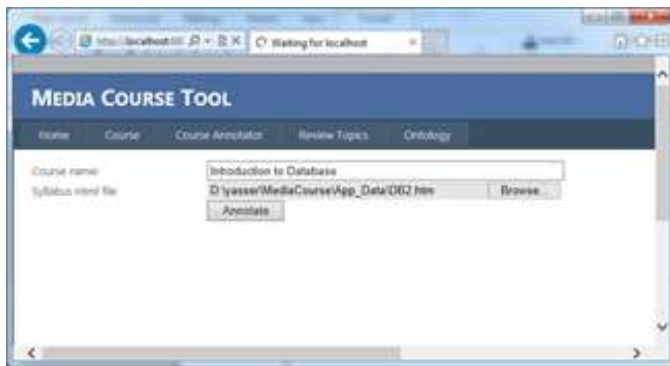 http://localhost
Waiting for localhost
MEDIA COURSE TOOL
Home Course Course Annotator Review Topics Ontology
Course name: Introduction to Database
Syllabus html file D:\yasser\MediaCourse\App_Data\DB2.htm Browse...
Annotate